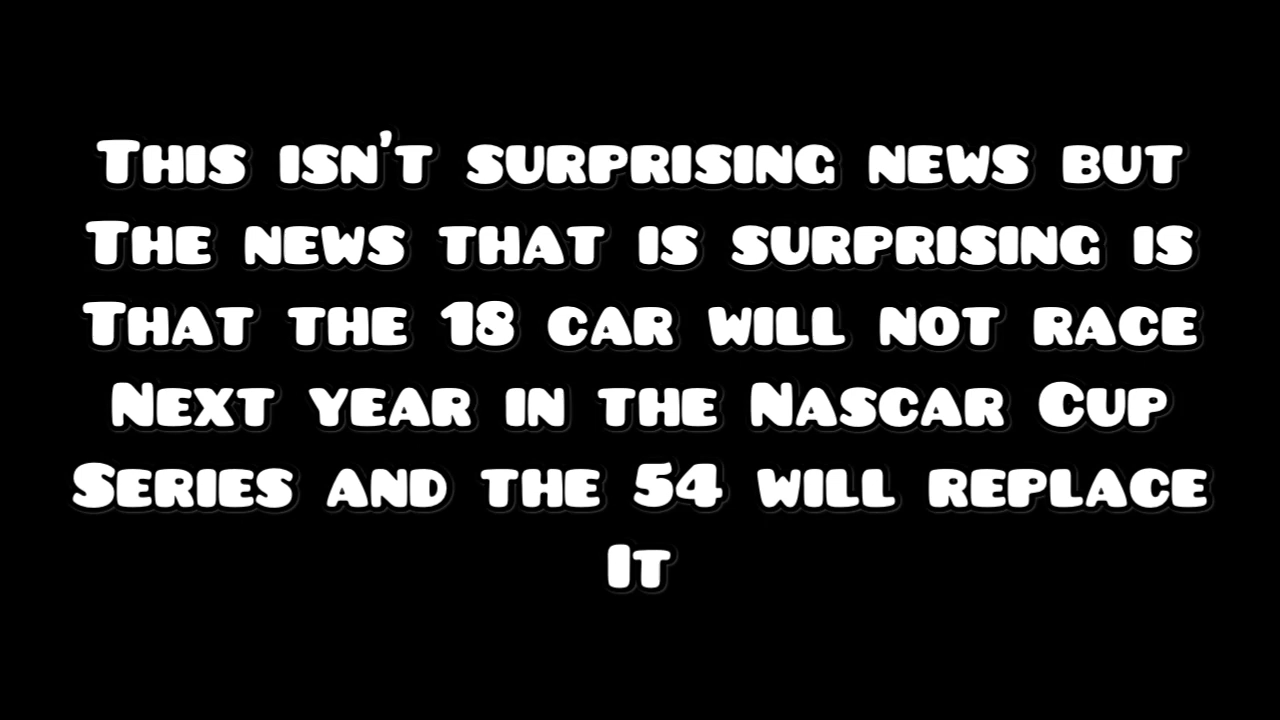 This isn't surprising news but
The news that is surprising is
That the 18 car will not race
Next year in the Nascar Cup
Series and the 54 will replace
It